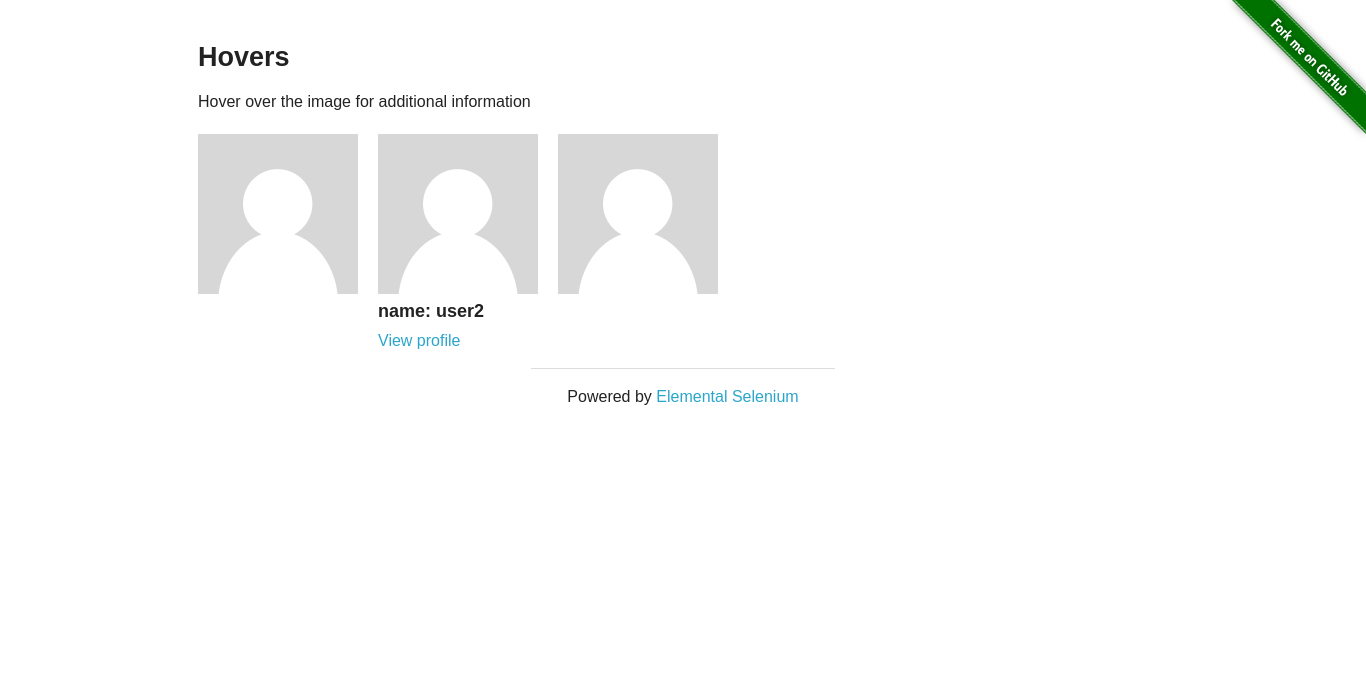 Fork me on GitHub
Hovers
Hover over the image for additional information
name: user2
View profile
Powered by Elemental Selenium